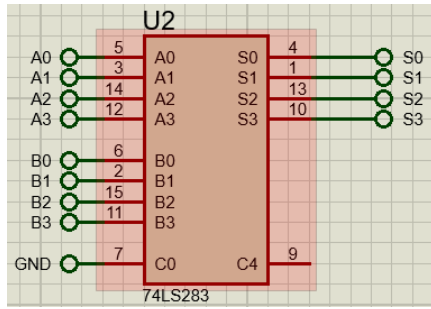 U2
A0 5 A0 S0 4 S0
A1 3 A1 S1 1 S1
A2 14 A2 S2 13 S2
A3 12 A3 S3 10 S3
B0 6 B0
B1 2 B1
B2 15 B2
B3 11 B3
GND 7 C0 C4 9
74LS283